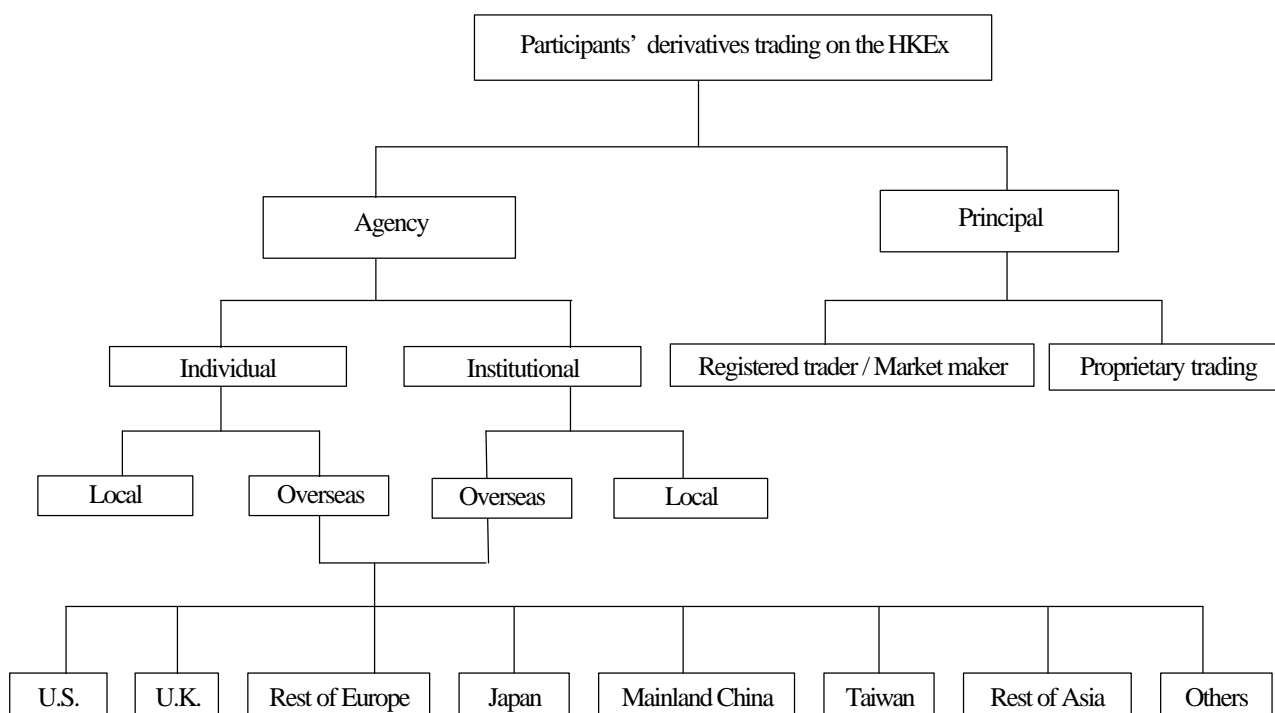 Participants’ derivatives trading on the HKEx
Agency
Principal
Individual
Institutional
Registered trader / Market maker
Proprietary trading
Local
Overseas
Overseas
Local
U.S.
U.K.
Rest of Europe
Japan
Mainland China
Taiwan
Rest of Asia
Others